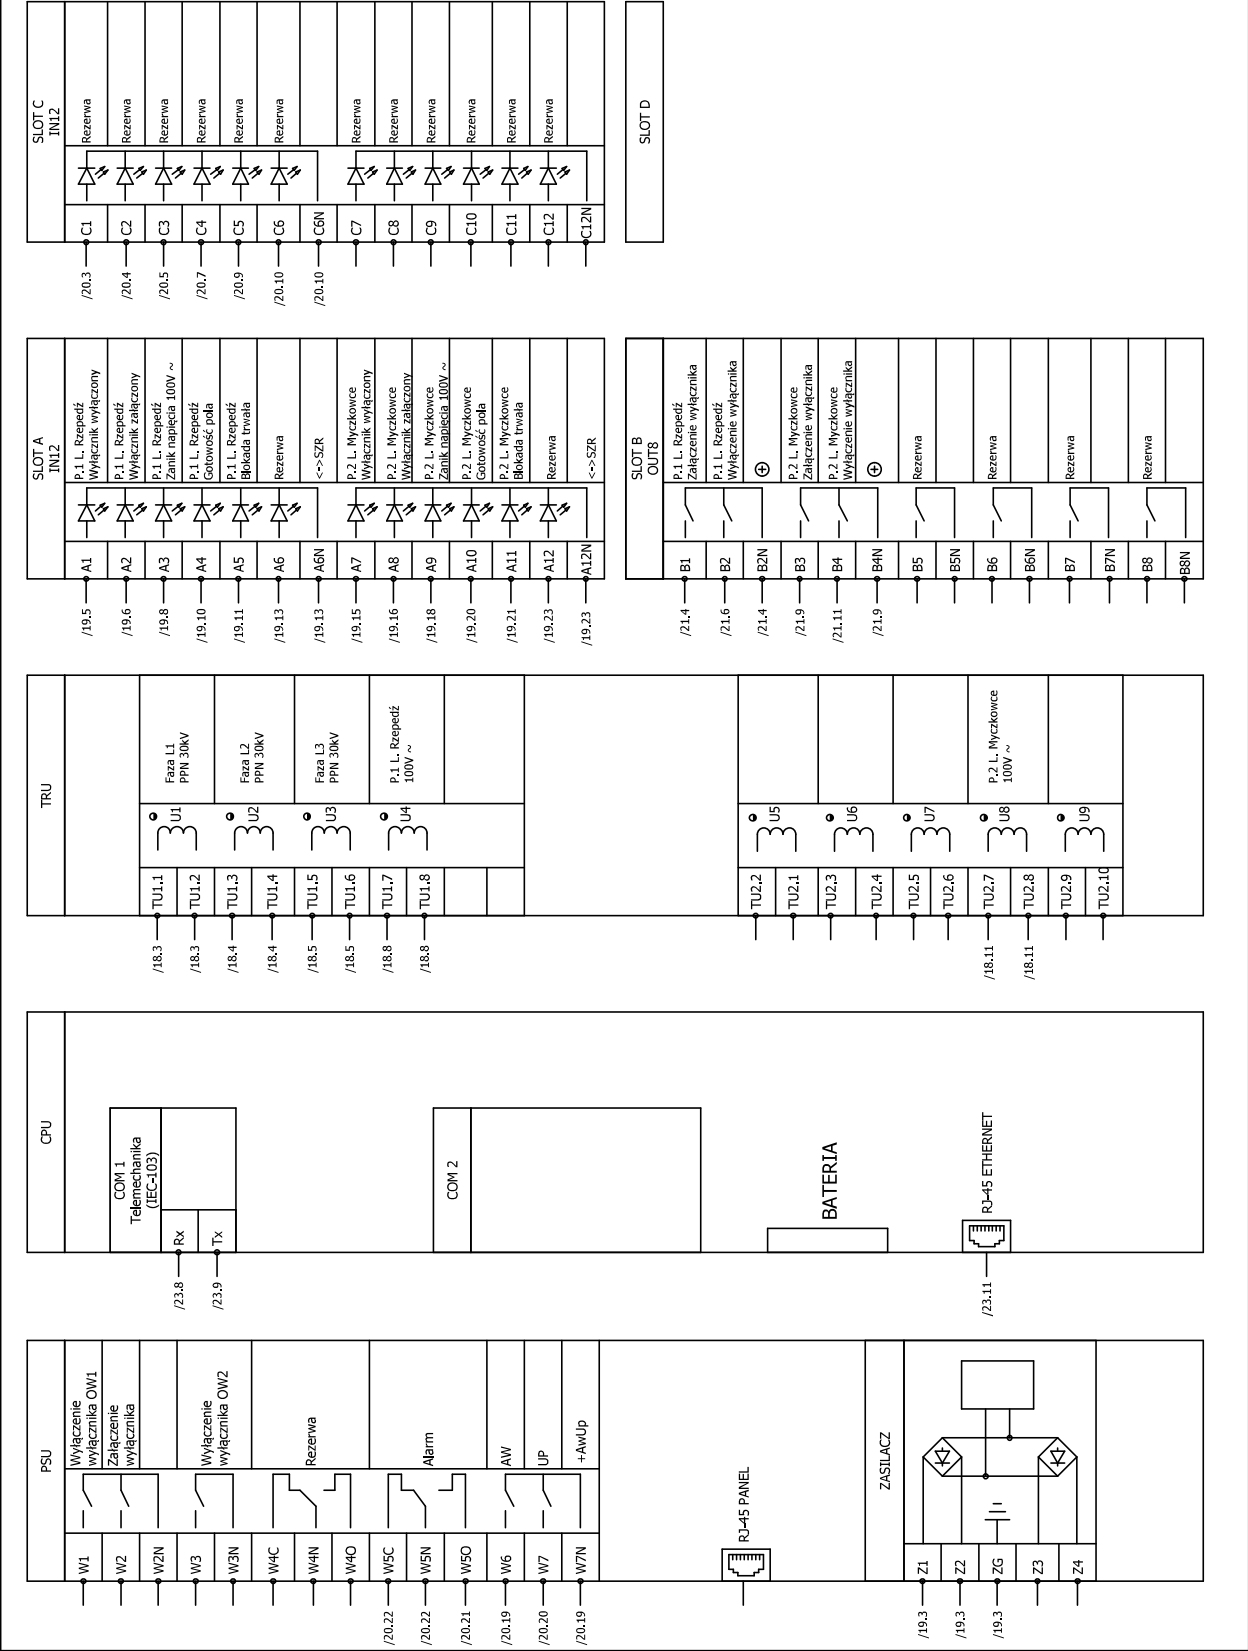 PSU
Wyłączenie
wyłącznika OW1
Załączenie
wyłącznika
Wyłączenie
wyłącznika OW2
Rezerwa
Alarm
AW
UP
+AwUp
W1
W2
W2N
W3
W3N
W4C
W4N
W4O
W5C
W5N
W5O
W6
W7
W7N
/20.22
/20.22
/20.21
/20.19
/20.20
/20.19
RJ-45 PANEL
ZASILACZ
Z1
Z2
ZG
Z3
Z4
/19.3
/19.3
/19.3
CPU
COM 1
Telemechanika
(IEC-103)
Rx
Tx
/23.8
/23.9
COM 2
BATERIA
RJ-45 ETHERNET
/23.11
TRU
Faza L1
PPN 30kV
Faza L2
PPN 30kV
Faza L3
PPN 30kV
P.1 L. Rzepedź
100V ~
U1
U2
U3
U4
TU1.1
TU1.2
TU1.3
TU1.4
TU1.5
TU1.6
TU1.7
TU1.8
/18.3
/18.3
/18.4
/18.4
/18.5
/18.5
/18.8
/18.8
P.2 L. Myczkowce
100V ~
U5
U6
U7
U8
U9
TU2.2
TU2.1
TU2.3
TU2.4
TU2.5
TU2.6
TU2.7
TU2.8
TU2.9
TU2.10
/18.11
/18.11
SLOT A
IN12
P.1 L. Rzepedź
Wyłącznik wyłączony
P.1 L. Rzepedź
Wyłącznik załączony
P.1 L. Rzepedź
Zanik napięcia 100V ~
P.1 L. Rzepedź
Gotowość pola
P.1 L. Rzepedź
Blokada trwała
Rezerwa
<+>SZR
P.2 L. Myczkowce
Wyłącznik wyłączony
P.2 L. Myczkowce
Wyłącznik załączony
P.2 L. Myczkowce
Zanik napięcia 100V ~
P.2 L. Myczkowce
Gotowość pola
P.2 L. Myczkowce
Blokada trwała
Rezerwa
<+>SZR
A1
A2
A3
A4
A5
A6
A6N
A7
A8
A9
A10
A11
A12
A12N
/19.5
/19.6
/19.8
/19.10
/19.11
/19.13
/19.13
/19.15
/19.16
/19.18
/19.20
/19.21
/19.23
/19.23
SLOT B
OUT8
P.1 L. Rzepedź
Załączenie wyłącznika
P.1 L. Rzepedź
Wyłączenie wyłącznika
P.2 L. Myczkowce
Załączenie wyłącznika
P.2 L. Myczkowce
Wyłączenie wyłącznika
Rezerwa
Rezerwa
Rezerwa
Rezerwa
B1
B2
B2N
B3
B4
B4N
B5
B5N
B6
B6N
B7
B7N
B8
B8N
/21.4
/21.6
/21.4
/21.9
/21.11
/21.9
SLOT C
IN12
Rezerwa
Rezerwa
Rezerwa
Rezerwa
Rezerwa
Rezerwa
Rezerwa
Rezerwa
Rezerwa
Rezerwa
Rezerwa
Rezerwa
C1
C2
C3
C4
C5
C6
C6N
C7
C8
C9
C10
C11
C12
C12N
/20.3
/20.4
/20.5
/20.7
/20.9
/20.10
/20.10
SLOT D